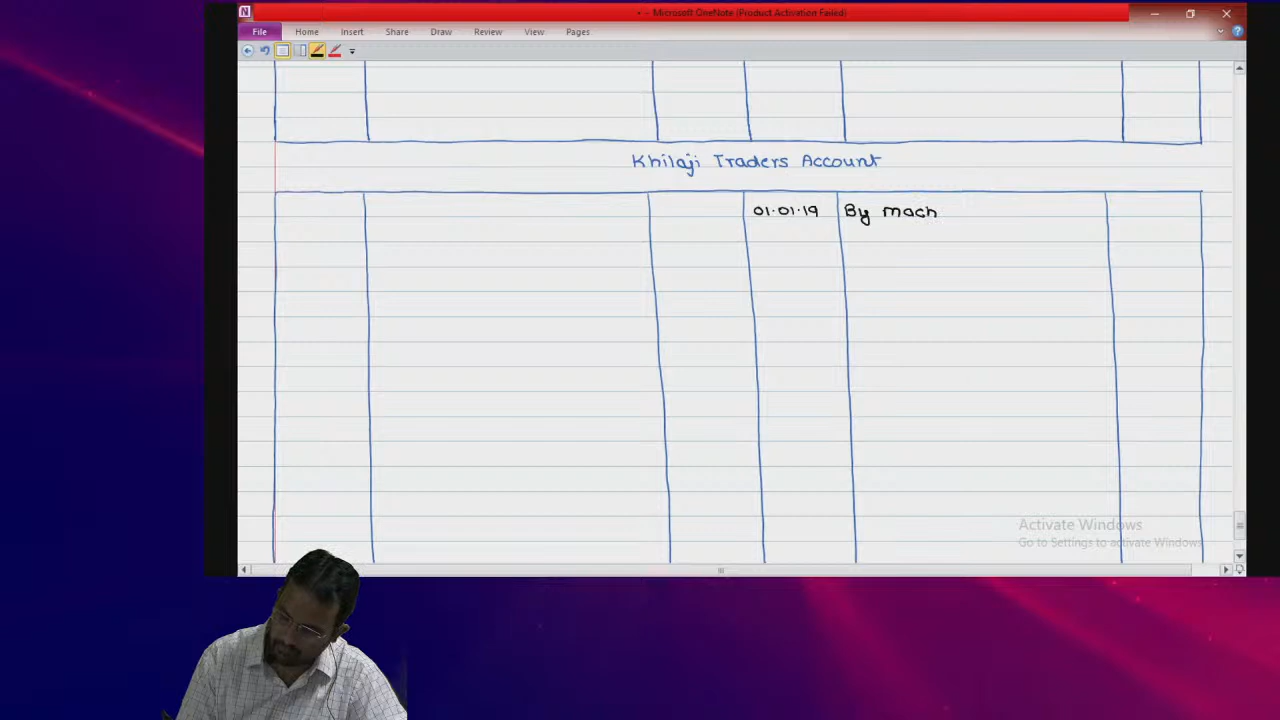 Microsoft OneNote (Product Activation Failed)
File Home Insert Share Draw Review View Pages
Khilaji Traders Account
01.01.19 By mach
Activate Windows
Go to Settings to activate Windows.